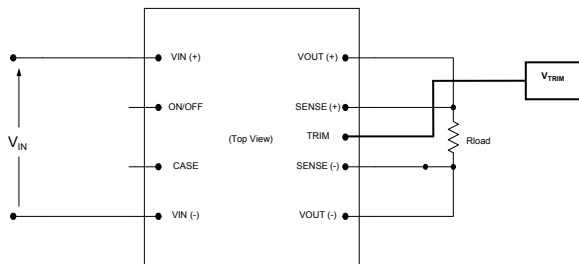 VIN (+)
VOUT (+)
VTRIM
ON/OFF
SENSE (+)
VIN
(Top View)
TRIM
Rload
CASE
SENSE (-)
VIN (-)
VOUT (-)